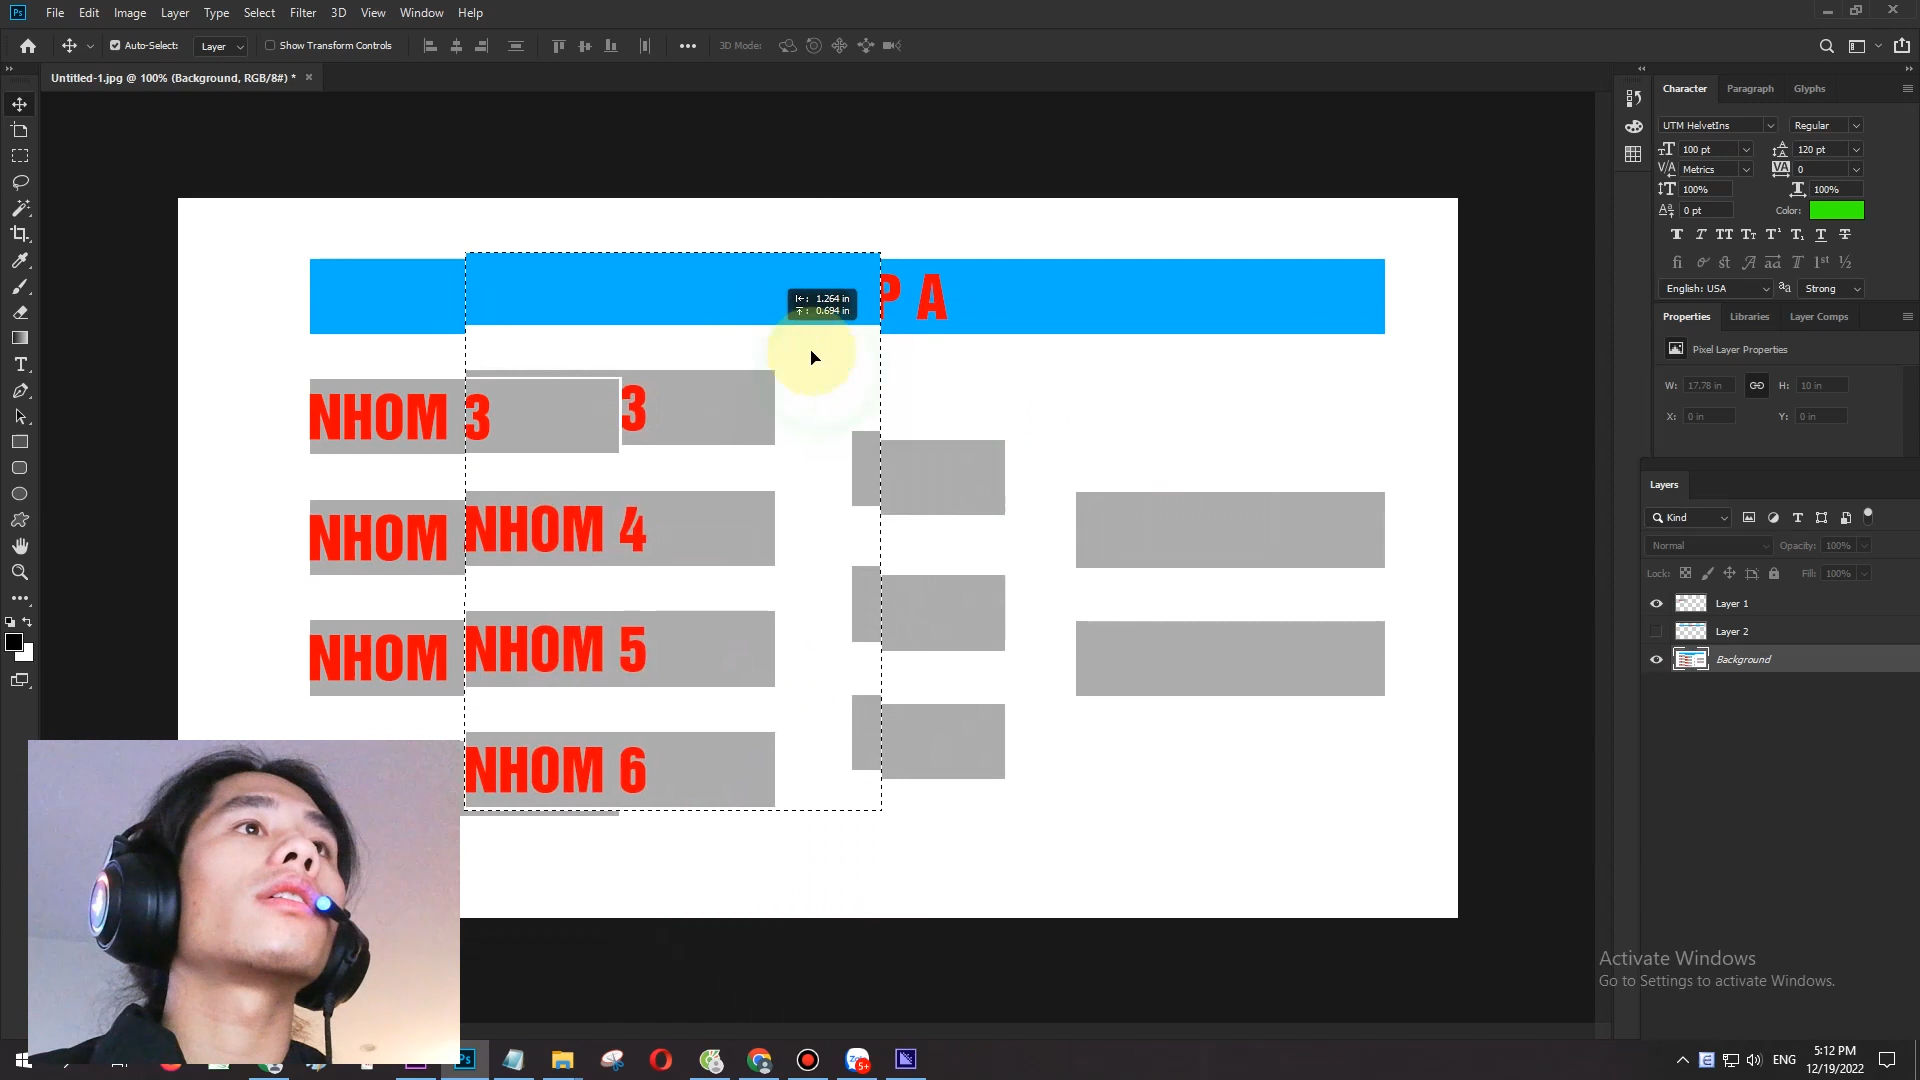 Ps File Edit Image Layer Type Select Filter 3D View Window Help
Auto-Select: Layer Show Transform Controls 3D Mode:
Untitled-1.jpg @ 100% (Background, RGB/8#) *
Character Paragraph Glyphs
UTM HelvetIns Regular
100 pt 120 pt
Metrics 0
100% 100%
0 pt Color:
English: USA aa Strong
Properties Libraries Layer Comps
Pixel Layer Properties
W: 17.78 in H: 10 in
X: 0 in Y: 0 in
Layers
Kind
Normal Opacity: 100%
Lock: Fill: 100%
Layer 1
Layer 2
Background
P A
1.264 in
0.694 in
NHOM 3 3
NHOM NHOM 4
NHOM NHOM 5
NHOM 6
Activate Windows
Go to Settings to activate Windows.
Ps
Zalo 5+
ENG
5:12 PM
12/19/2022